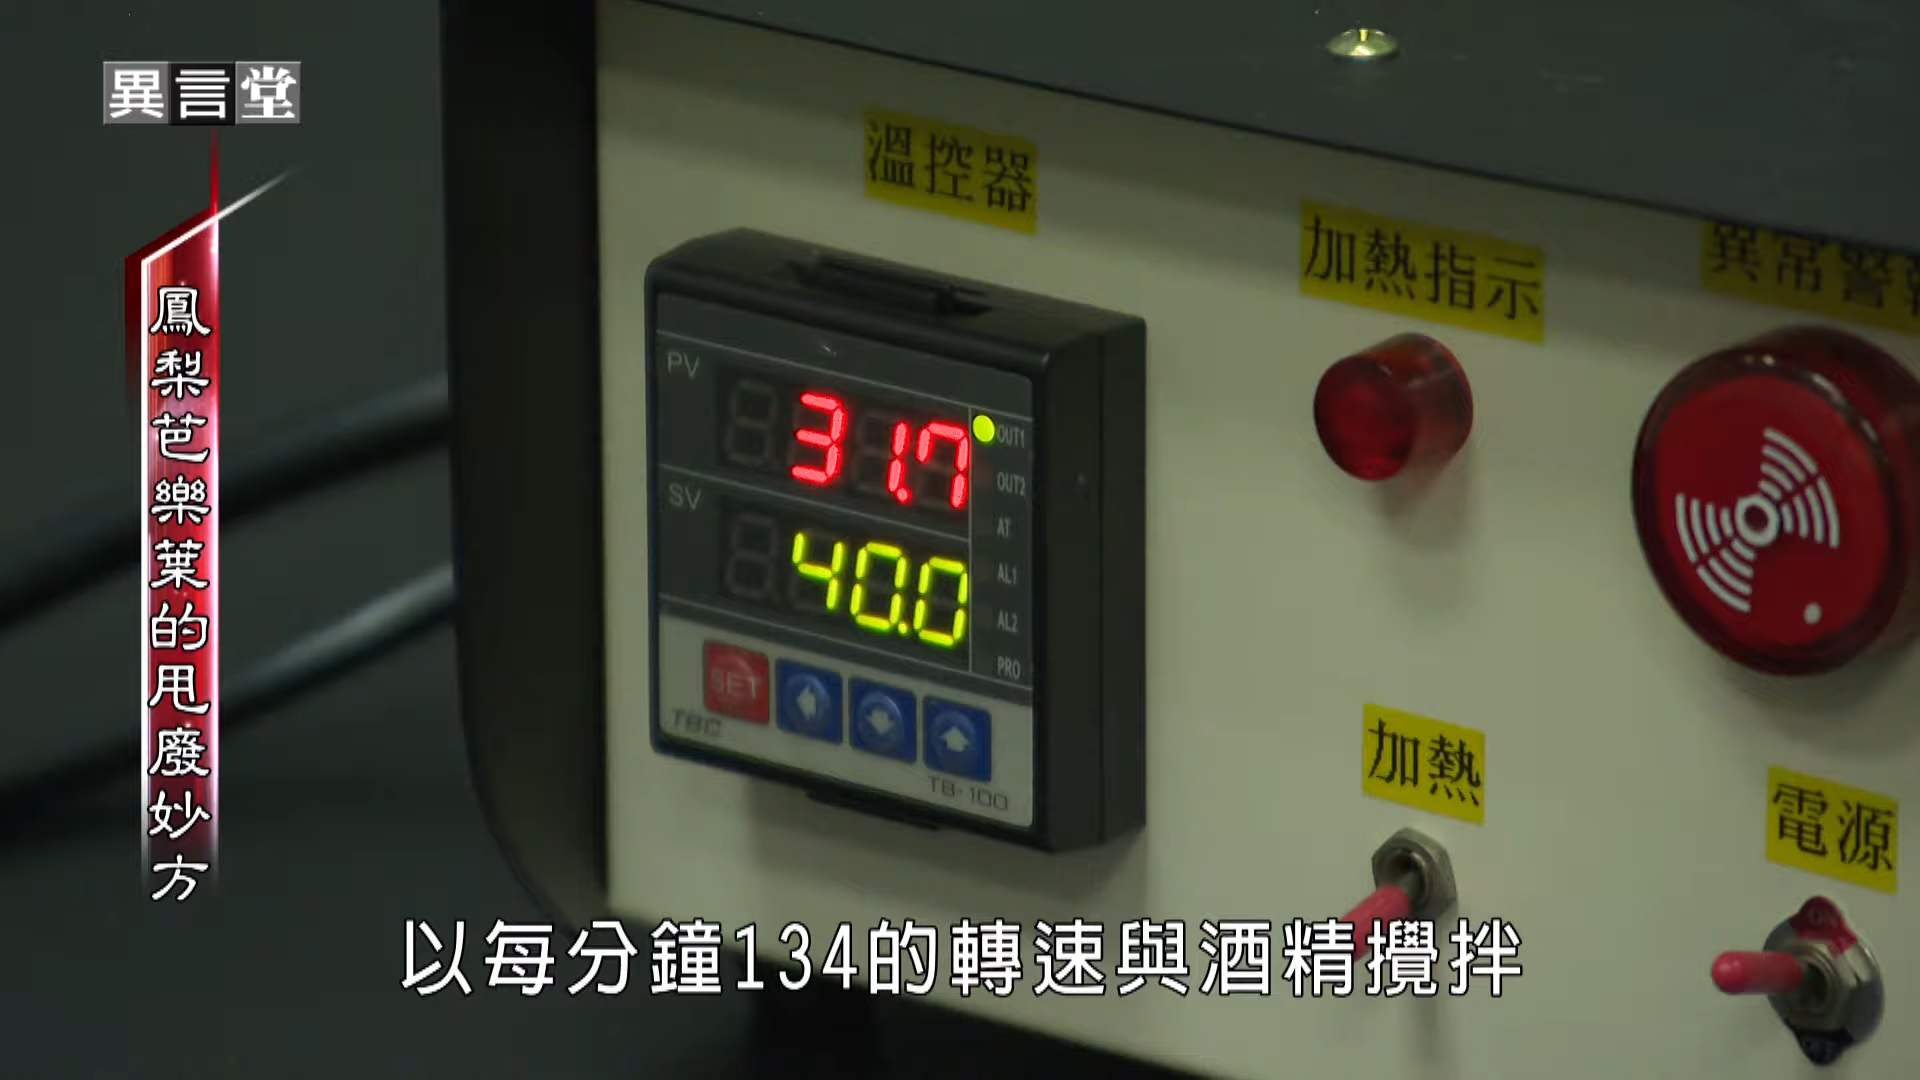 異言堂
鳳梨芭樂葉的甩廢妙方
溫控器
加熱指示
異常警
PV
31.7
OUT1
OUT2
SV
AT
40.0
AL1
AL2
PRO
SET
TBC
TB-100
加熱
電源
ON
OFF
以每分鐘134的轉速與酒精攪拌